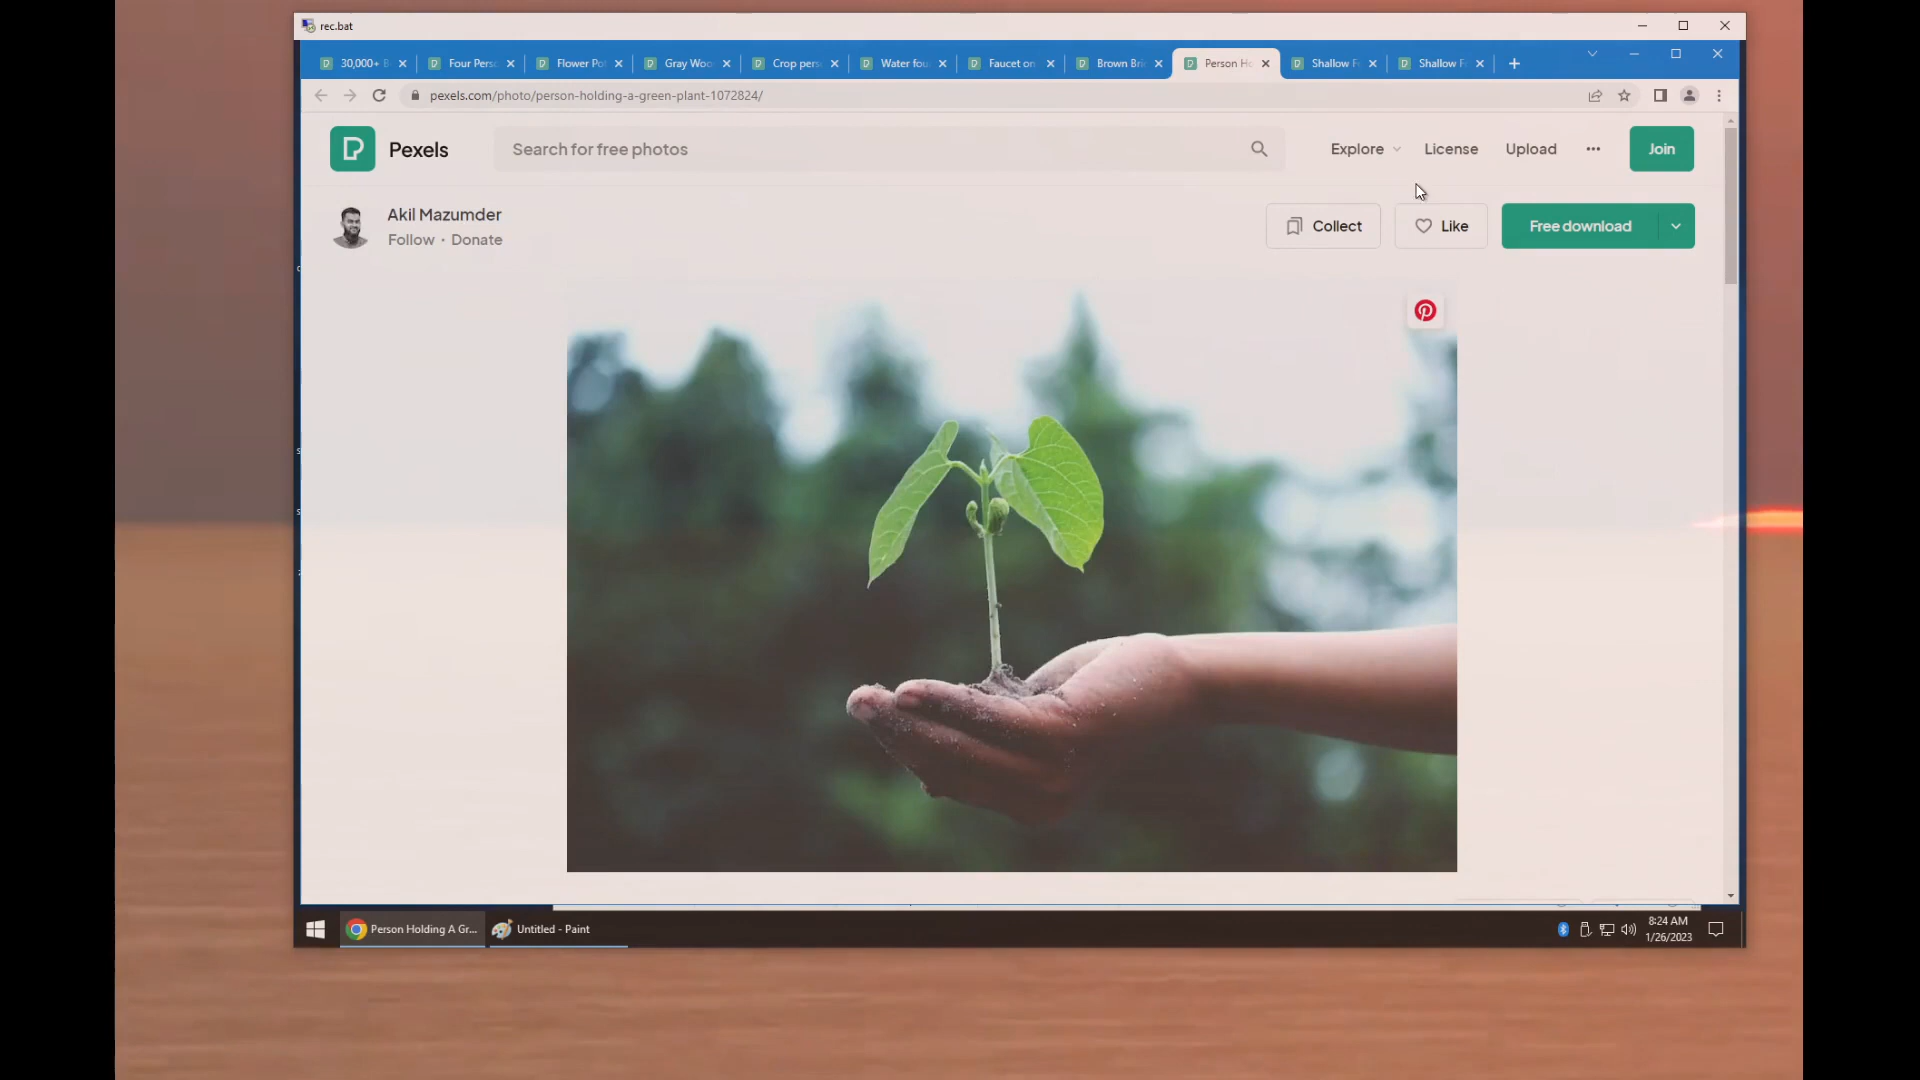 rec.bat
30,000+ B
Four Pers
Flower Pot
Gray Woo
Crop pers
Water fou
Faucet on
Brown Bri
Person Ho
Shallow F
Shallow F
pexels.com/photo/person-holding-a-green-plant-1072824/
Pexels
Search for free photos
Explore
License
Upload
Join
Akil Mazumder
Follow • Donate
Collect
Like
Free download
Person Holding A Gr...
Untitled - Paint
8:24 AM
1/26/2023